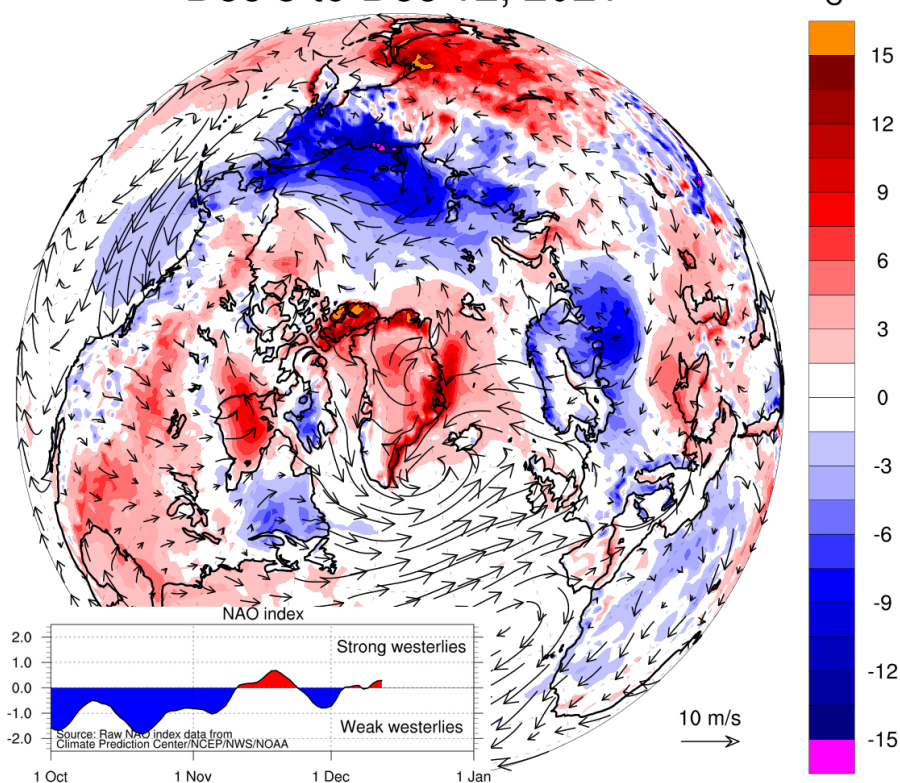 15
12
9
6
3
0
-3
-6
-9
-12
-15
NAO index
2.0
1.0
0.0
-1.0
-2.0
Strong westerlies
Weak westerlies
Source: Raw NAO index data from
Climate Prediction Center/NCEP/NWS/NOAA
1 Oct
1 Nov
1 Dec
1 Jan
10 m/s